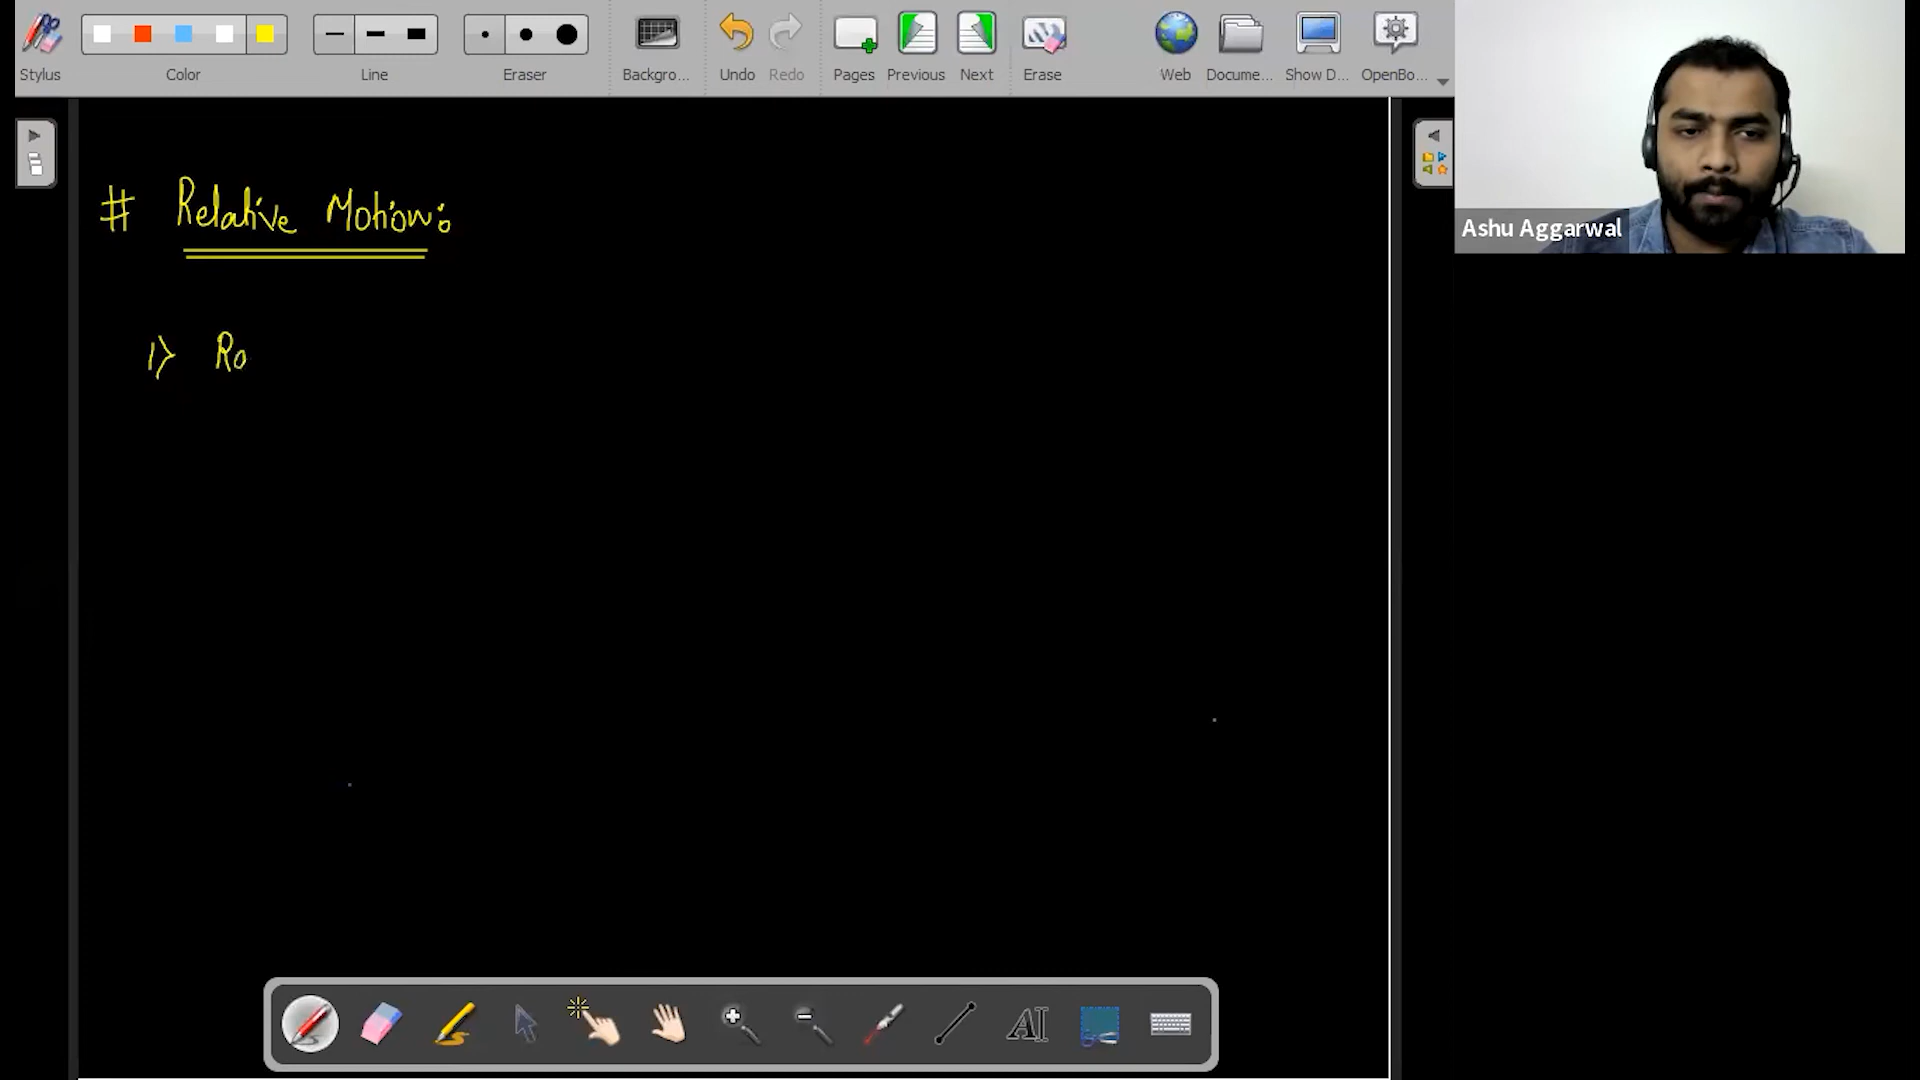 Stylus Color Line Eraser Backgro... Undo Redo Pages Previous Next Erase Web Docume... Show D... OpenBo...
Ashu Aggarwal
# Relative Motion:
1) Ro
AI